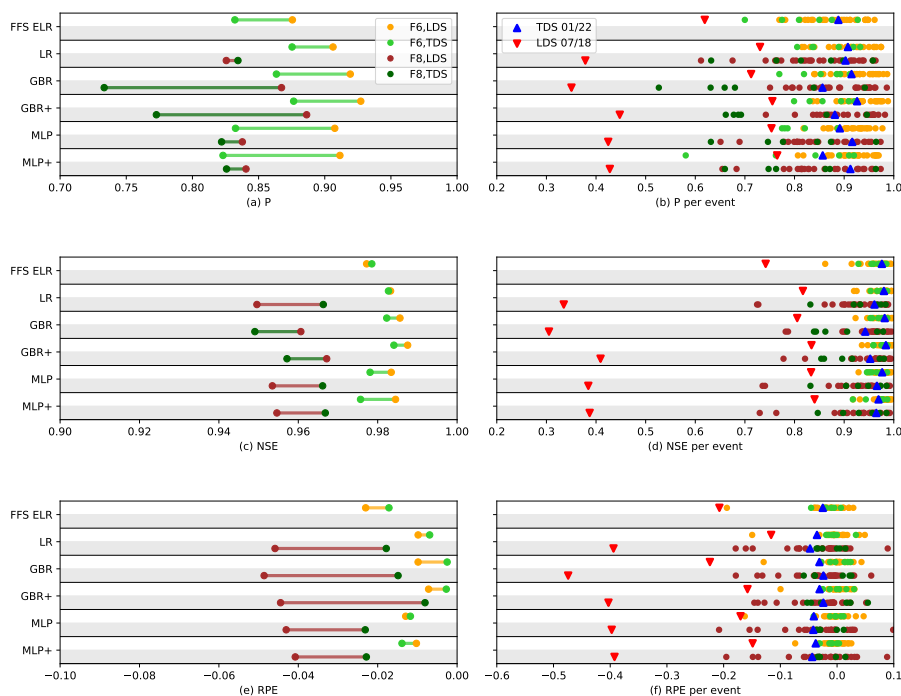 FFS ELR
LR
GBR
GBR+
MLP
MLP+
F6,LDS
F6,TDS
F8,LDS
F8,TDS
0.70 0.75 0.80 0.85 0.90 0.95 1.00
(a) P
TDS 01/22
LDS 07/18
0.2 0.3 0.4 0.5 0.6 0.7 0.8 0.9 1.0
(b) P per event
FFS ELR
LR
GBR
GBR+
MLP
MLP+
0.90 0.92 0.94 0.96 0.98 1.00
(c) NSE
0.2 0.3 0.4 0.5 0.6 0.7 0.8 0.9 1.0
(d) NSE per event
FFS ELR
LR
GBR
GBR+
MLP
MLP+
−0.10 −0.08 −0.06 −0.04 −0.02 0.00
(e) RPE
−0.6 −0.5 −0.4 −0.3 −0.2 −0.1 0.0 0.1
(f) RPE per event